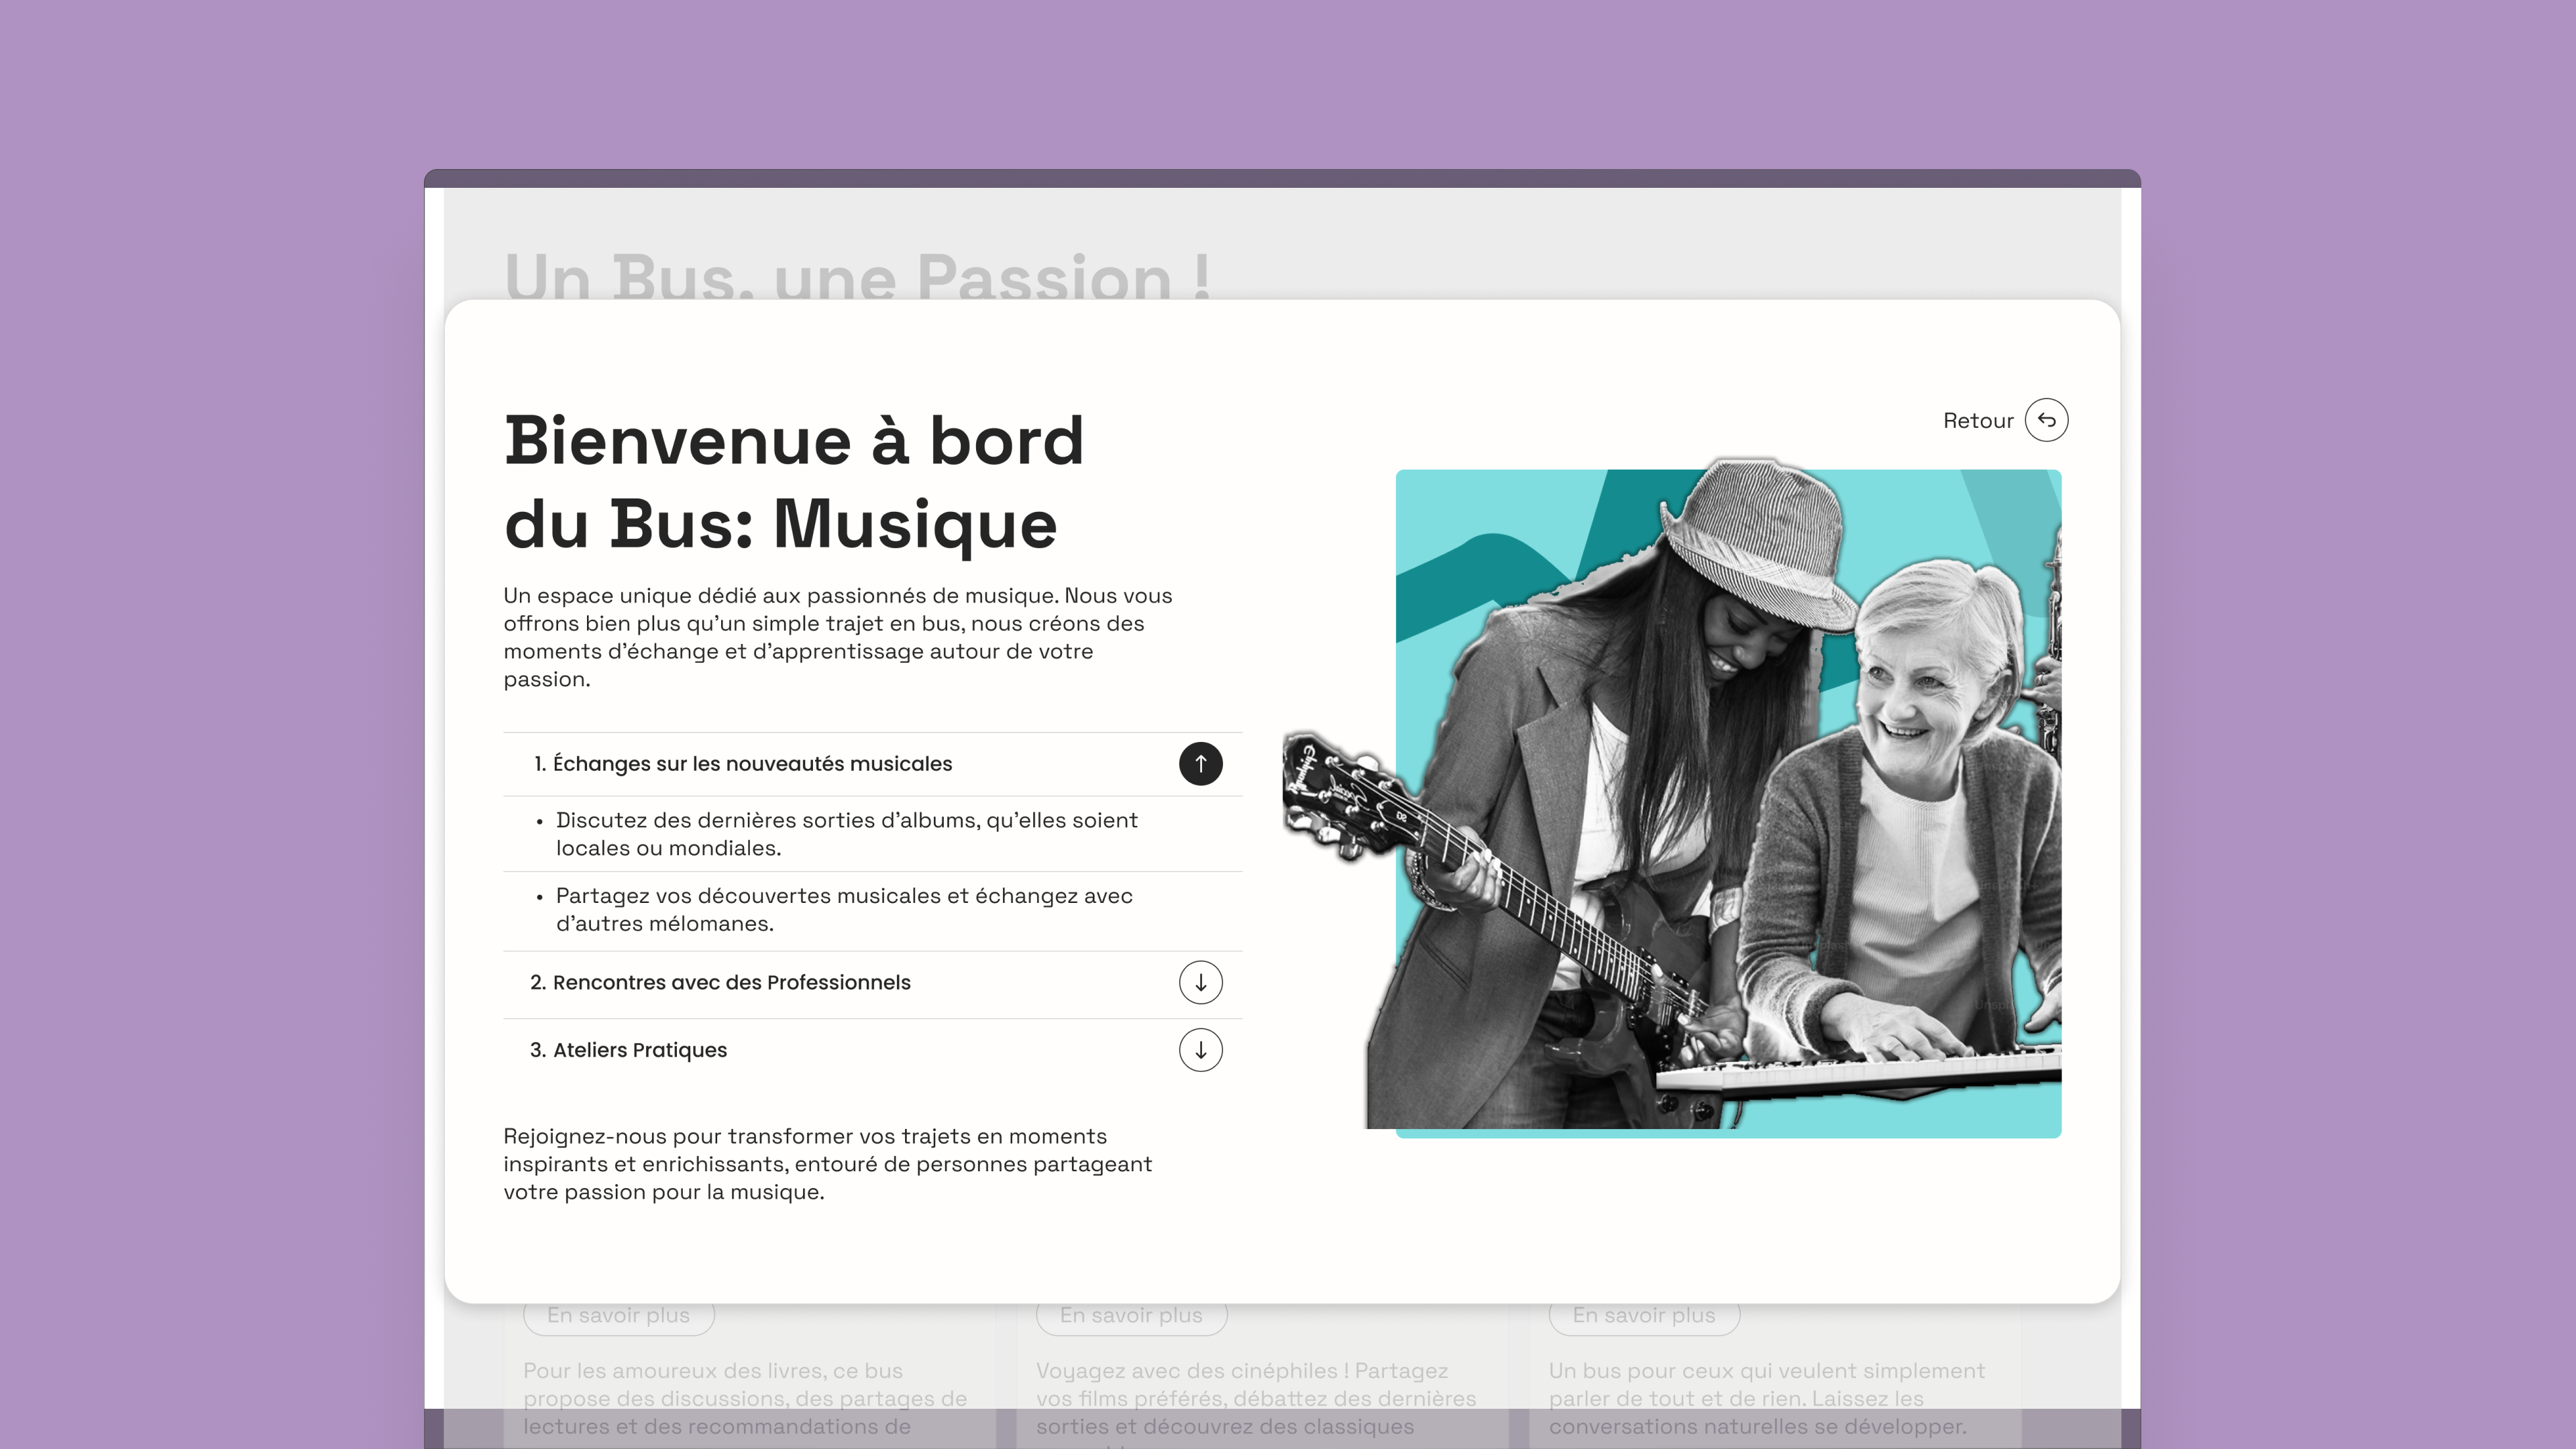 Un Bus, une Passion !
Bienvenue à bord
du Bus: Musique
Retour
Un espace unique dédié aux passionnés de musique. Nous vous
offrons bien plus qu’un simple trajet en bus, nous créons des
moments d’échange et d’apprentissage autour de votre
passion.
1. Échanges sur les nouveautés musicales
• Discutez des dernières sorties d’albums, qu’elles soient
locales ou mondiales.
• Partagez vos découvertes musicales et échangez avec
d’autres mélomanes.
2. Rencontres avec des Professionnels
3. Ateliers Pratiques
Rejoignez-nous pour transformer vos trajets en moments
inspirants et enrichissants, entouré de personnes partageant
votre passion pour la musique.
Epiphone
En savoir plus
Pour les amoureux des livres, ce bus
propose des discussions, des partages de
lectures et des recommandations de
En savoir plus
Voyagez avec des cinéphiles ! Partagez
vos films préférés, débattez des dernières
sorties et découvrez des classiques
En savoir plus
Un bus pour ceux qui veulent simplement
parler de tout et de rien. Laissez les
conversations naturelles se développer.